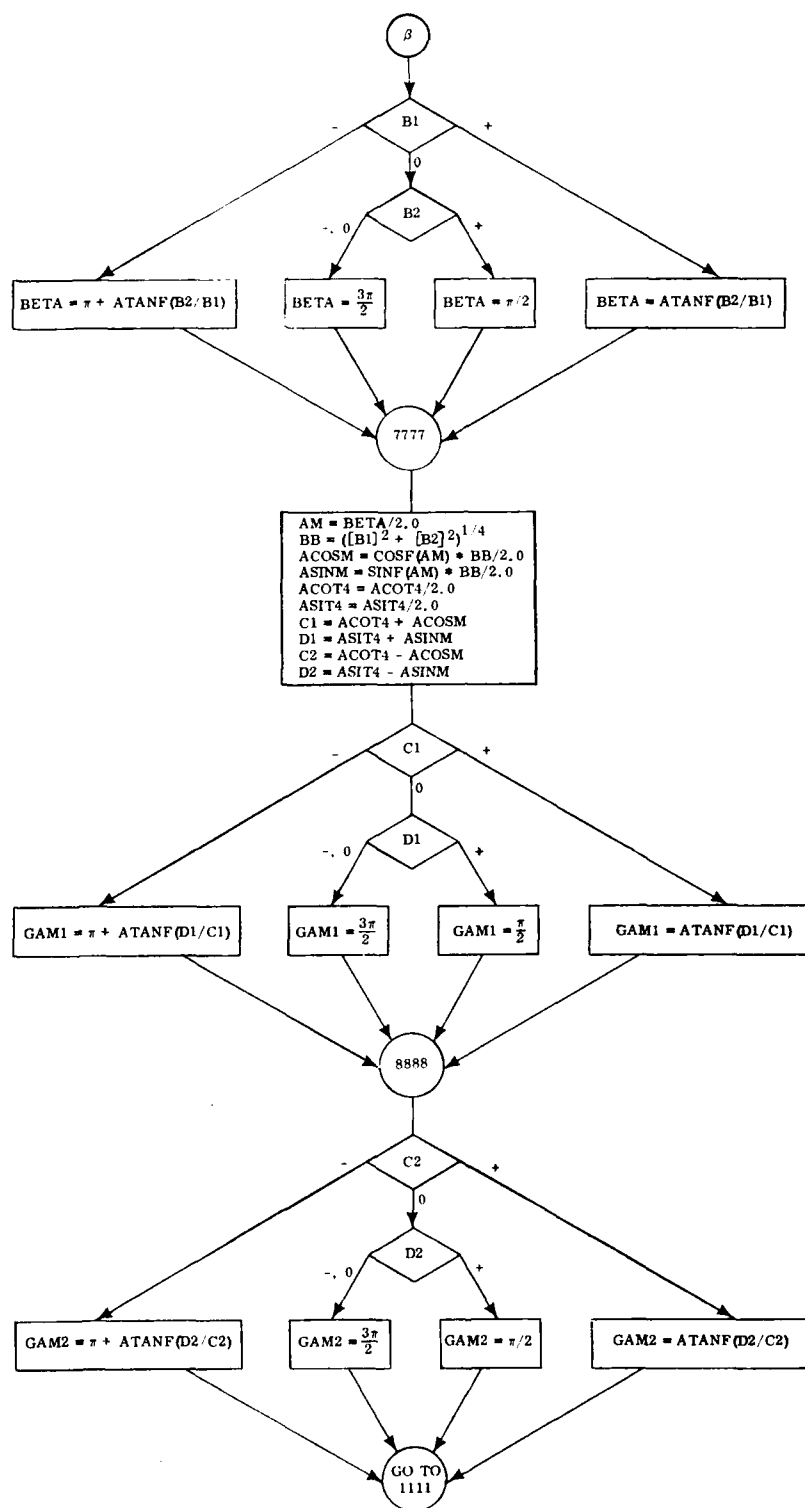 β
B1
- +
0
B2
-, 0 +
BETA = π + ATANF(B2/B1)
BETA = 3π/2
BETA = π/2
BETA = ATANF(B2/B1)
7777
AM = BETA/2.0
BB = ([B1]² + [B2]²)^1/4
ACOSM = COSF(AM) * BB/2.0
ASINM = SINF(AM) * BB/2.0
ACOT4 = ACOT4/2.0
ASIT4 = ASIT4/2.0
C1 = ACOT4 + ACOSM
D1 = ASIT4 + ASINM
C2 = ACOT4 - ACOSM
D2 = ASIT4 - ASINM
C1
- +
0
D1
-, 0 +
GAM1 = π + ATANF(D1/C1)
GAM1 = 3π/2
GAM1 = π/2
GAM1 = ATANF(D1/C1)
8888
C2
- +
0
D2
-, 0 +
GAM2 = π + ATANF(D2/C2)
GAM2 = 3π/2
GAM2 = π/2
GAM2 = ATANF(D2/C2)
GO TO
1111